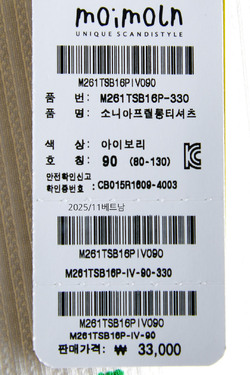 moimoln
UNIQUE SCANDISTYLE
M261TSB16PIV090
품 번: M261TSB16P-330
품 명: 소니아프릴롱티셔츠
색 상: 아이보리
호 칭: 90 (80-130)
안전확인신고
확인증번호 : CB015R1609-4003
2025/11베트남
M261TSB16PIV090
M261TSB16P-IV-90-330
M261TSB16PIV090
M261TSB16P-IV-90
판매가격: ₩ 33,000